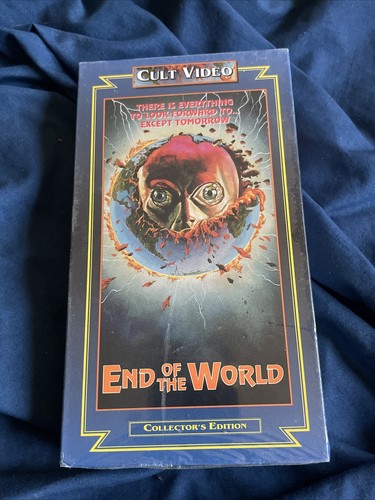 CULT VIDEO
THERE IS EVERYTHING
TO LOOK FORWARD TO...
EXCEPT TOMORROW
END OF THE WORLD
COLLECTOR'S EDITION